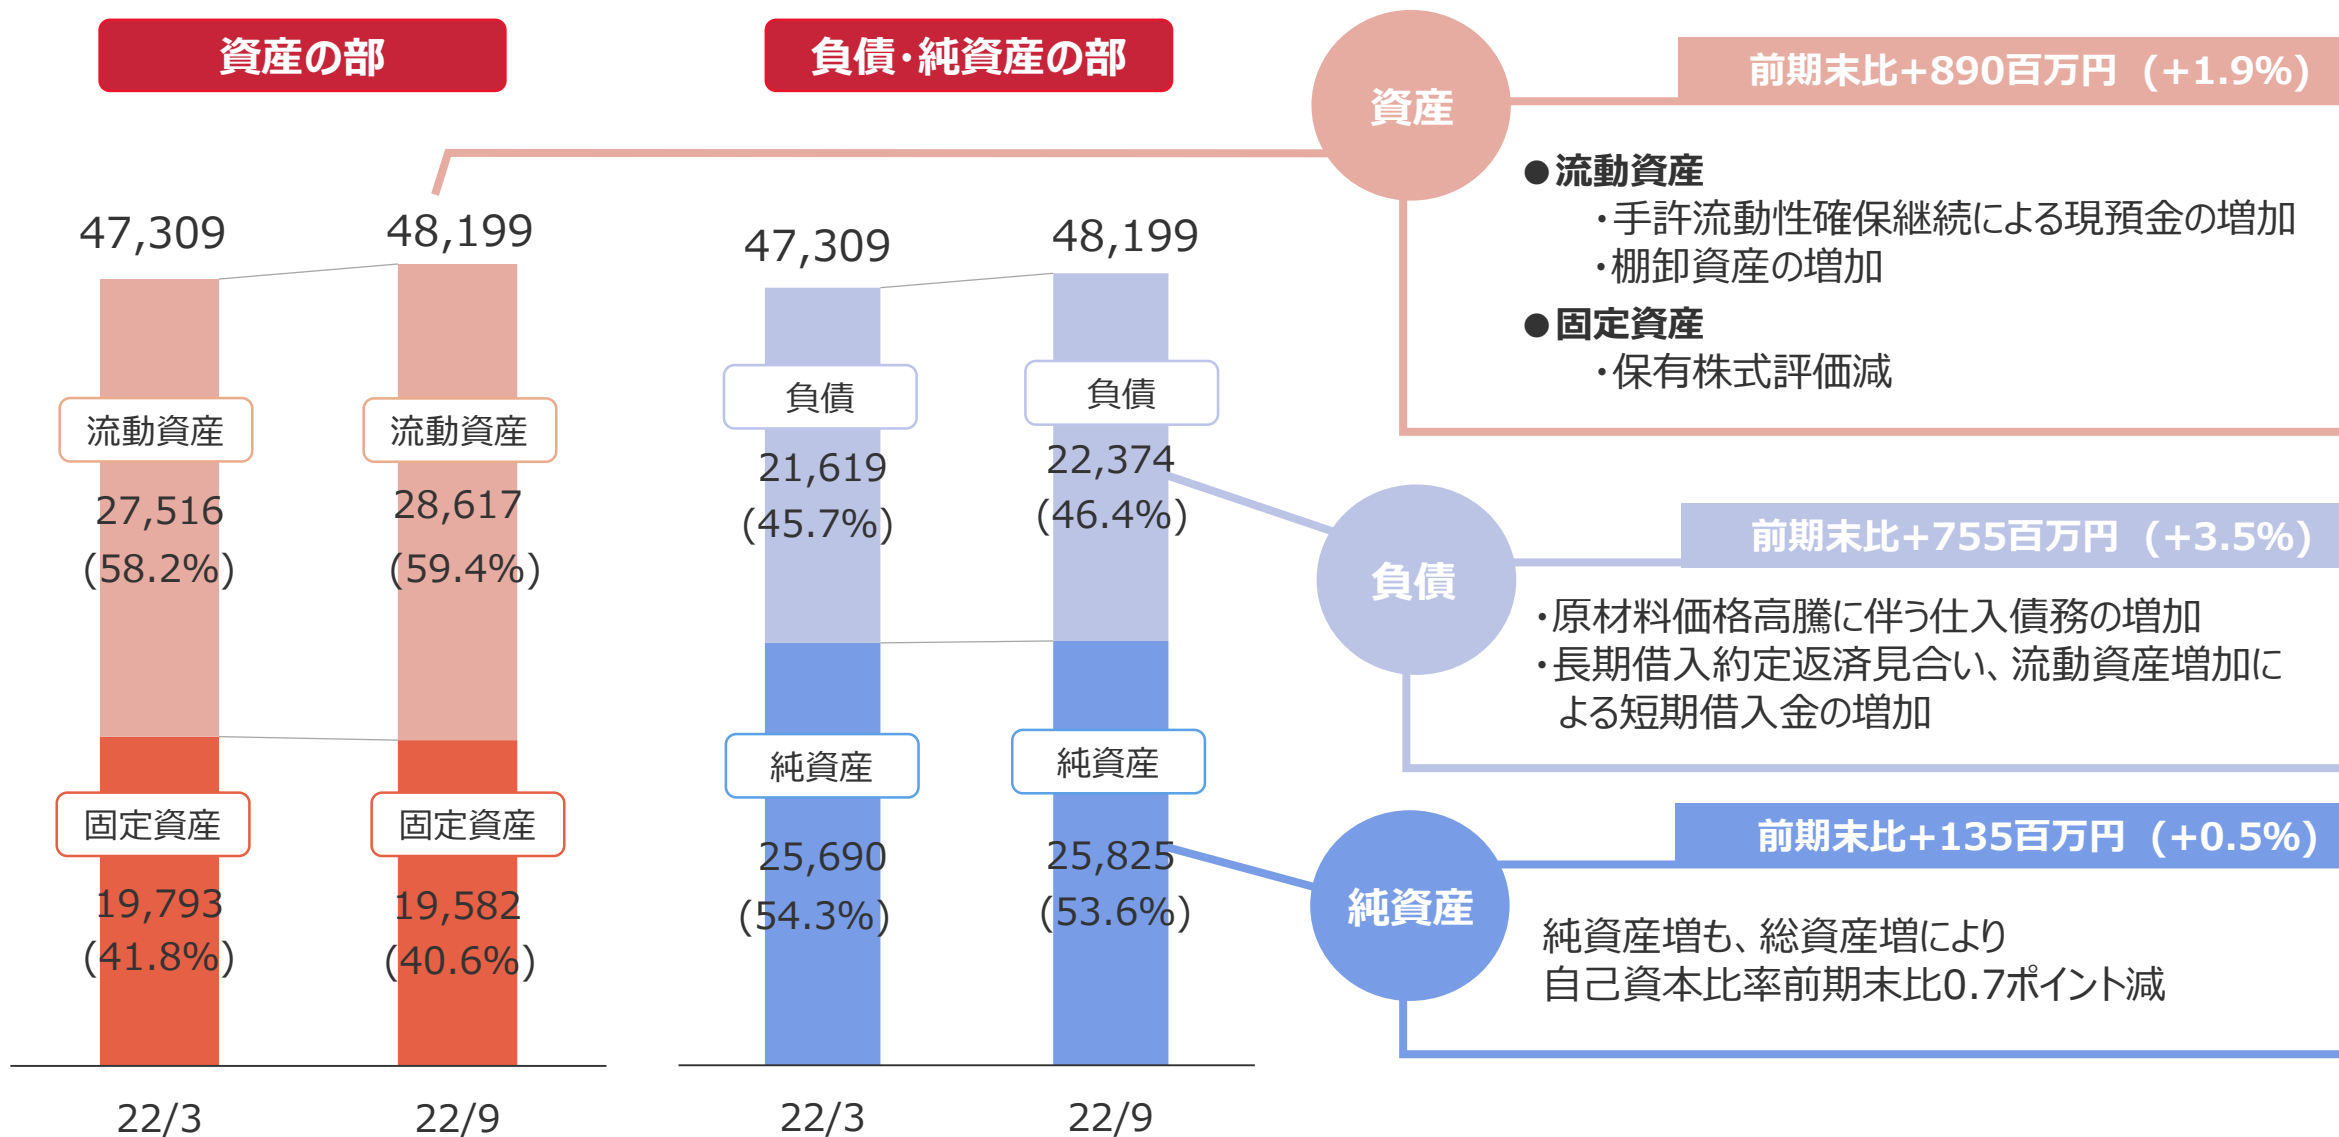 資産の部
47,309
48,199
流動資産
流動資産
27,516
(58.2%)
28,617
(59.4%)
固定資産
固定資産
19,793
(41.8%)
19,582
(40.6%)
22/3
22/9
負債・純資産の部
47,309
48,199
負債
負債
21,619
(45.7%)
22,374
(46.4%)
純資産
純資産
25,690
(54.3%)
25,825
(53.6%)
22/3
22/9
資産
前期末比+890百万円 (+1.9%)
●流動資産
・手許流動性確保継続による現預金の増加
・棚卸資産の増加
●固定資産
・保有株式評価減
負債
前期末比+755百万円 (+3.5%)
・原材料価格高騰に伴う仕入債務の増加
・長期借入約定返済見合い、流動資産増加に
よる短期借入金の増加
純資産
前期末比+135百万円 (+0.5%)
純資産増も、総資産増により
自己資本比率前期末比0.7ポイント減